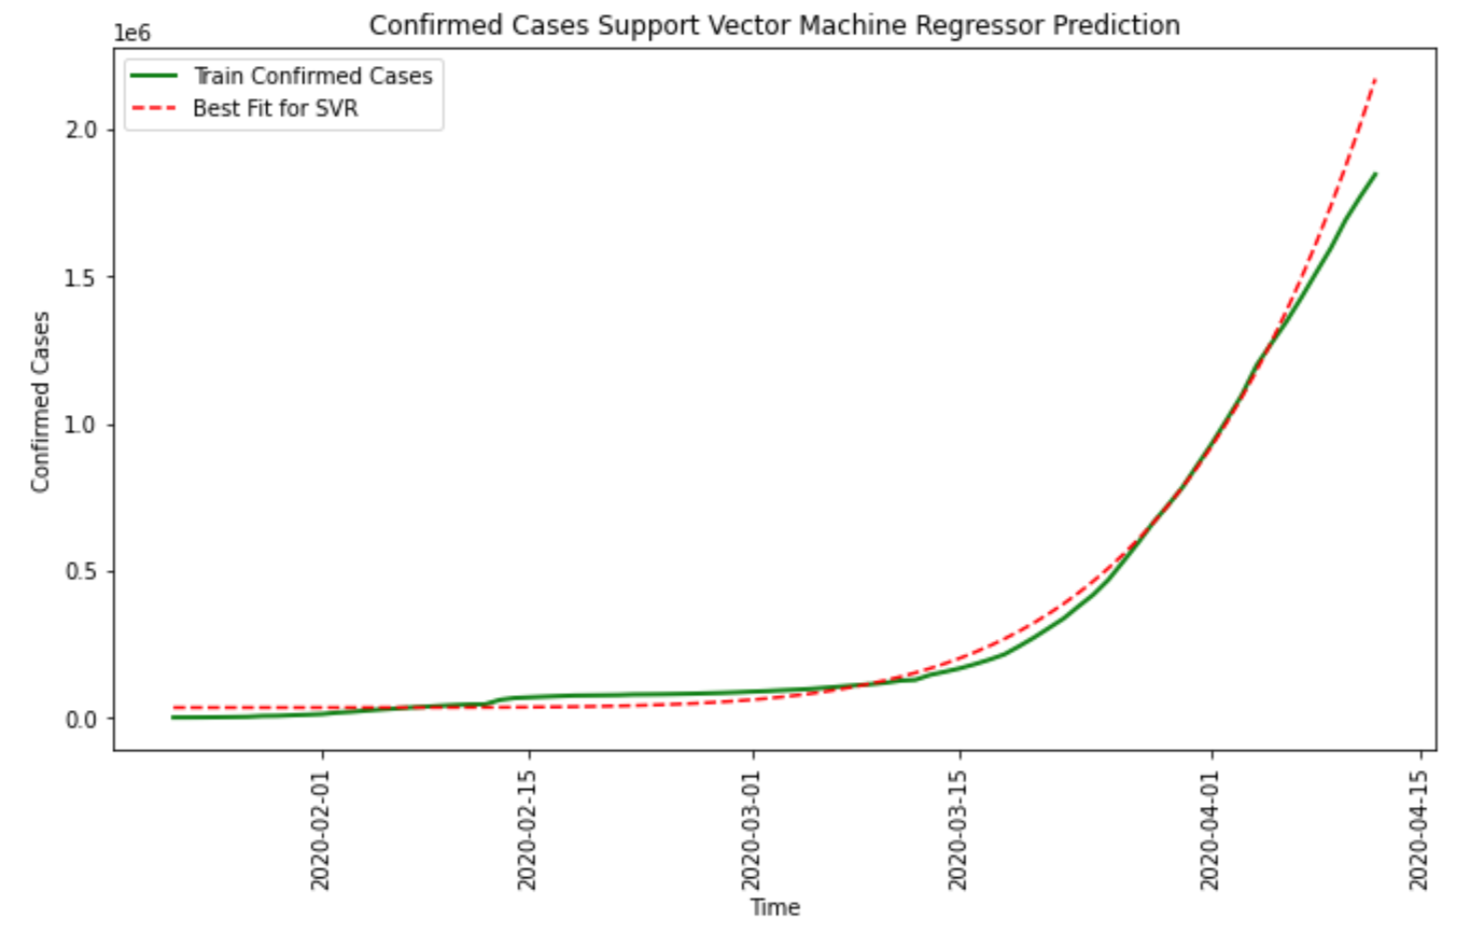 Confirmed Cases Support Vector Machine Regressor Prediction
1e6
Train Confirmed Cases
Best Fit for SVR
2.0
1.5
1.0
0.5
0.0
Confirmed Cases
2020-02-01
2020-02-15
2020-03-01
2020-03-15
2020-04-01
2020-04-15
Time